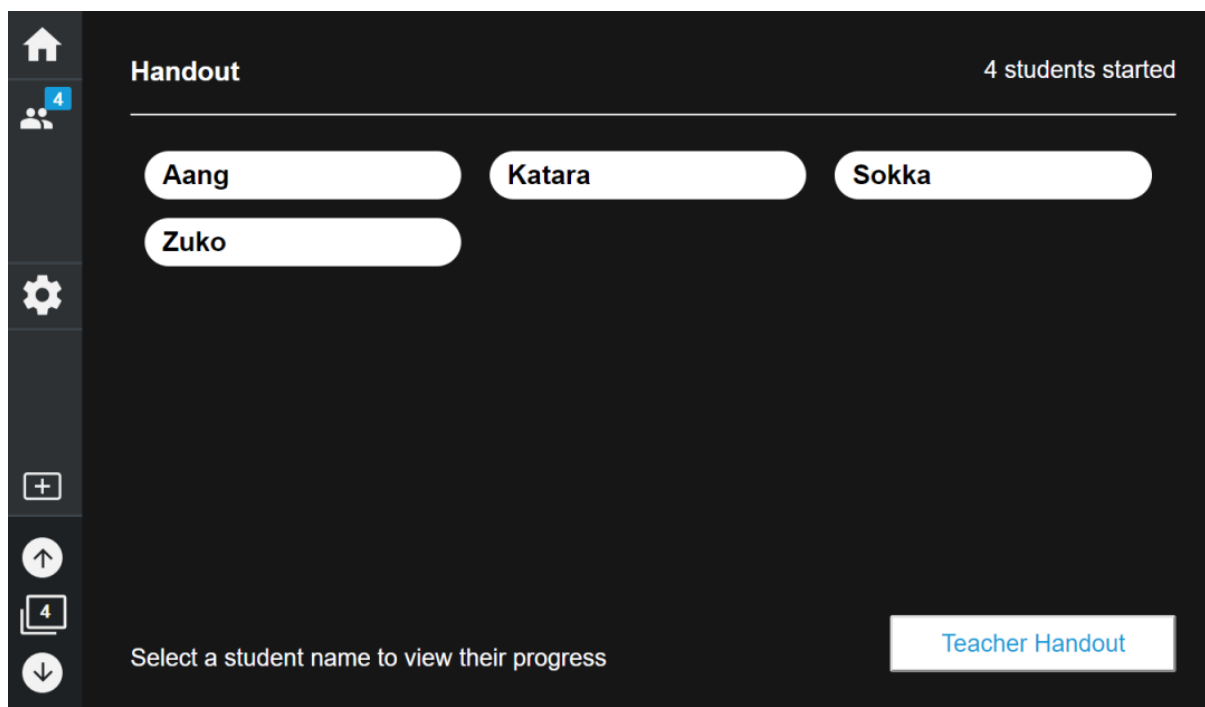 4
Handout
4 students started
Aang
Katara
Sokka
Zuko
4
Select a student name to view their progress
Teacher Handout